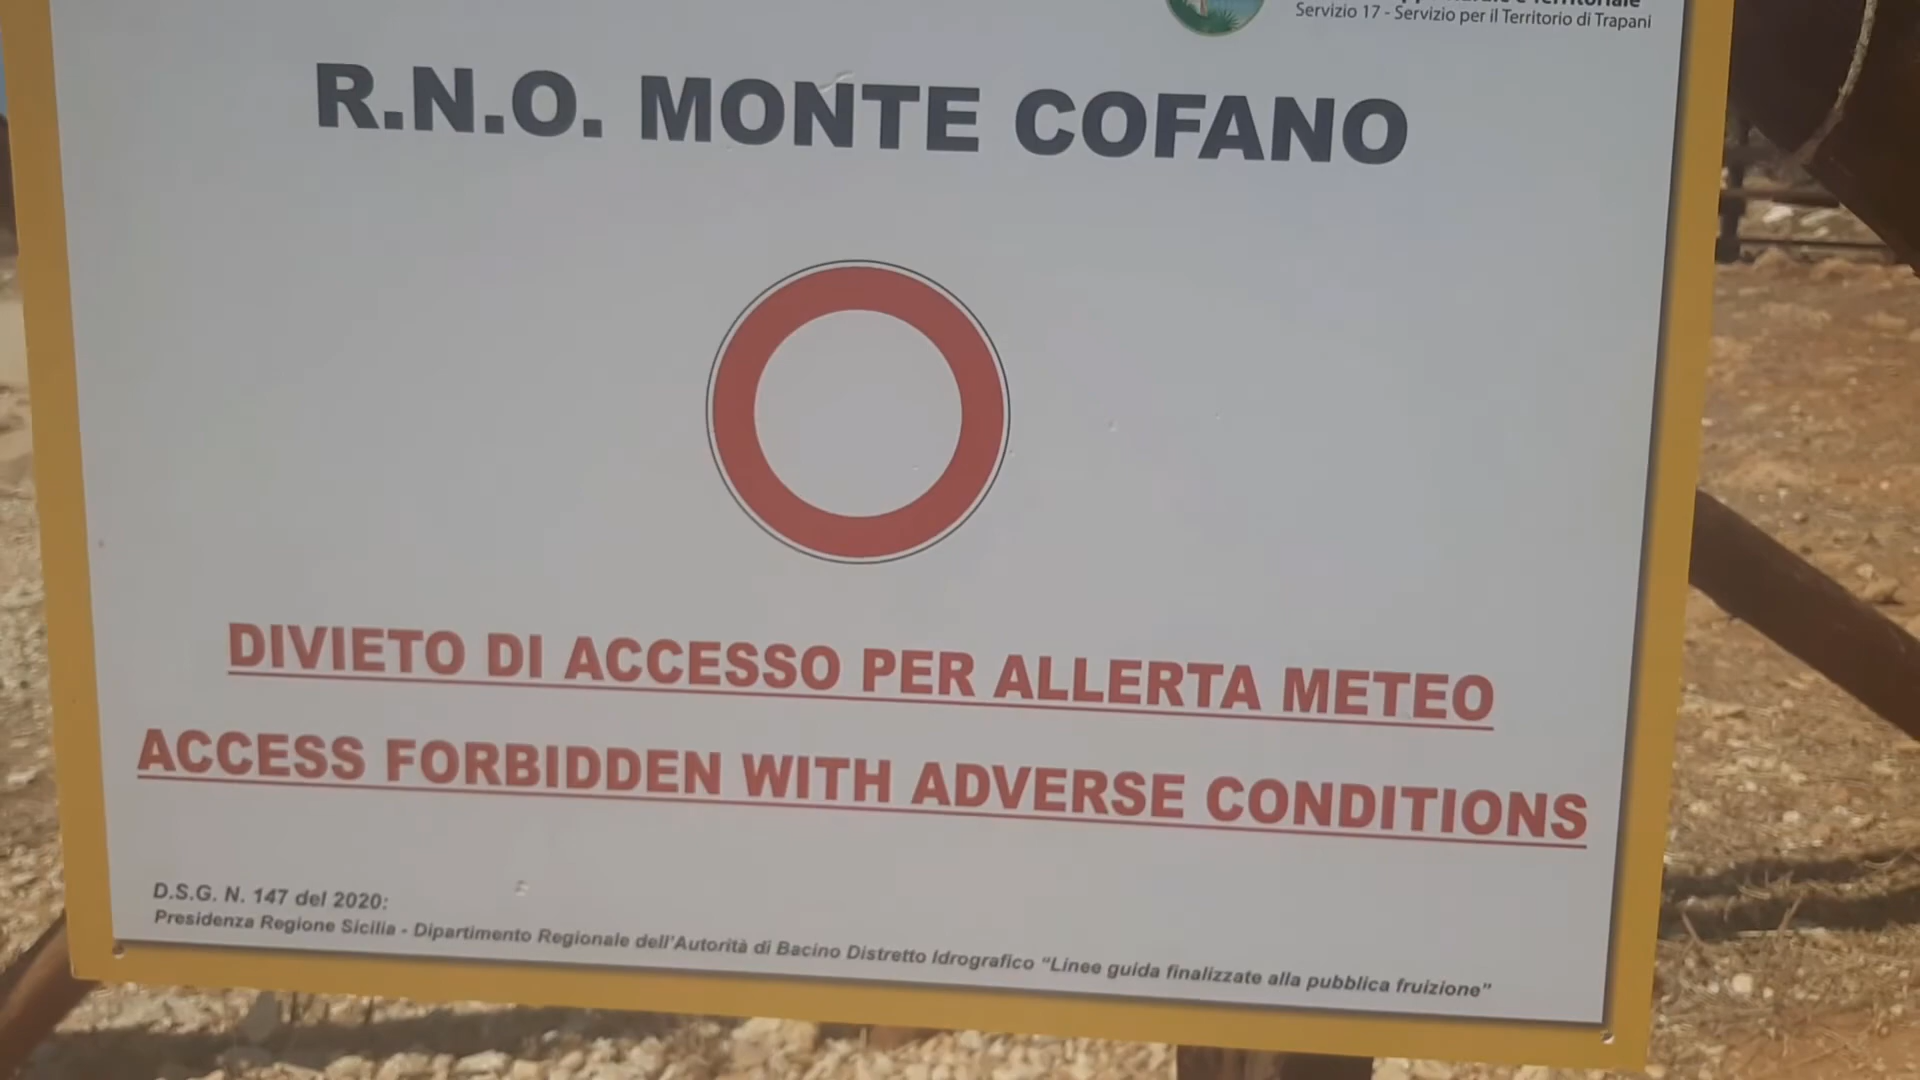 Servizio 17 - Servizio per il Territorio di Trapani
R.N.O. MONTE COFANO
DIVIETO DI ACCESSO PER ALLERTA METEO
ACCESS FORBIDDEN WITH ADVERSE CONDITIONS
D.S.G. N. 147 del 2020:
Presidenza Regione Sicilia - Dipartimento Regionale dell'Autorità di Bacino Distretto Idrografico "Linee guida finalizzate alla pubblica fruizione"